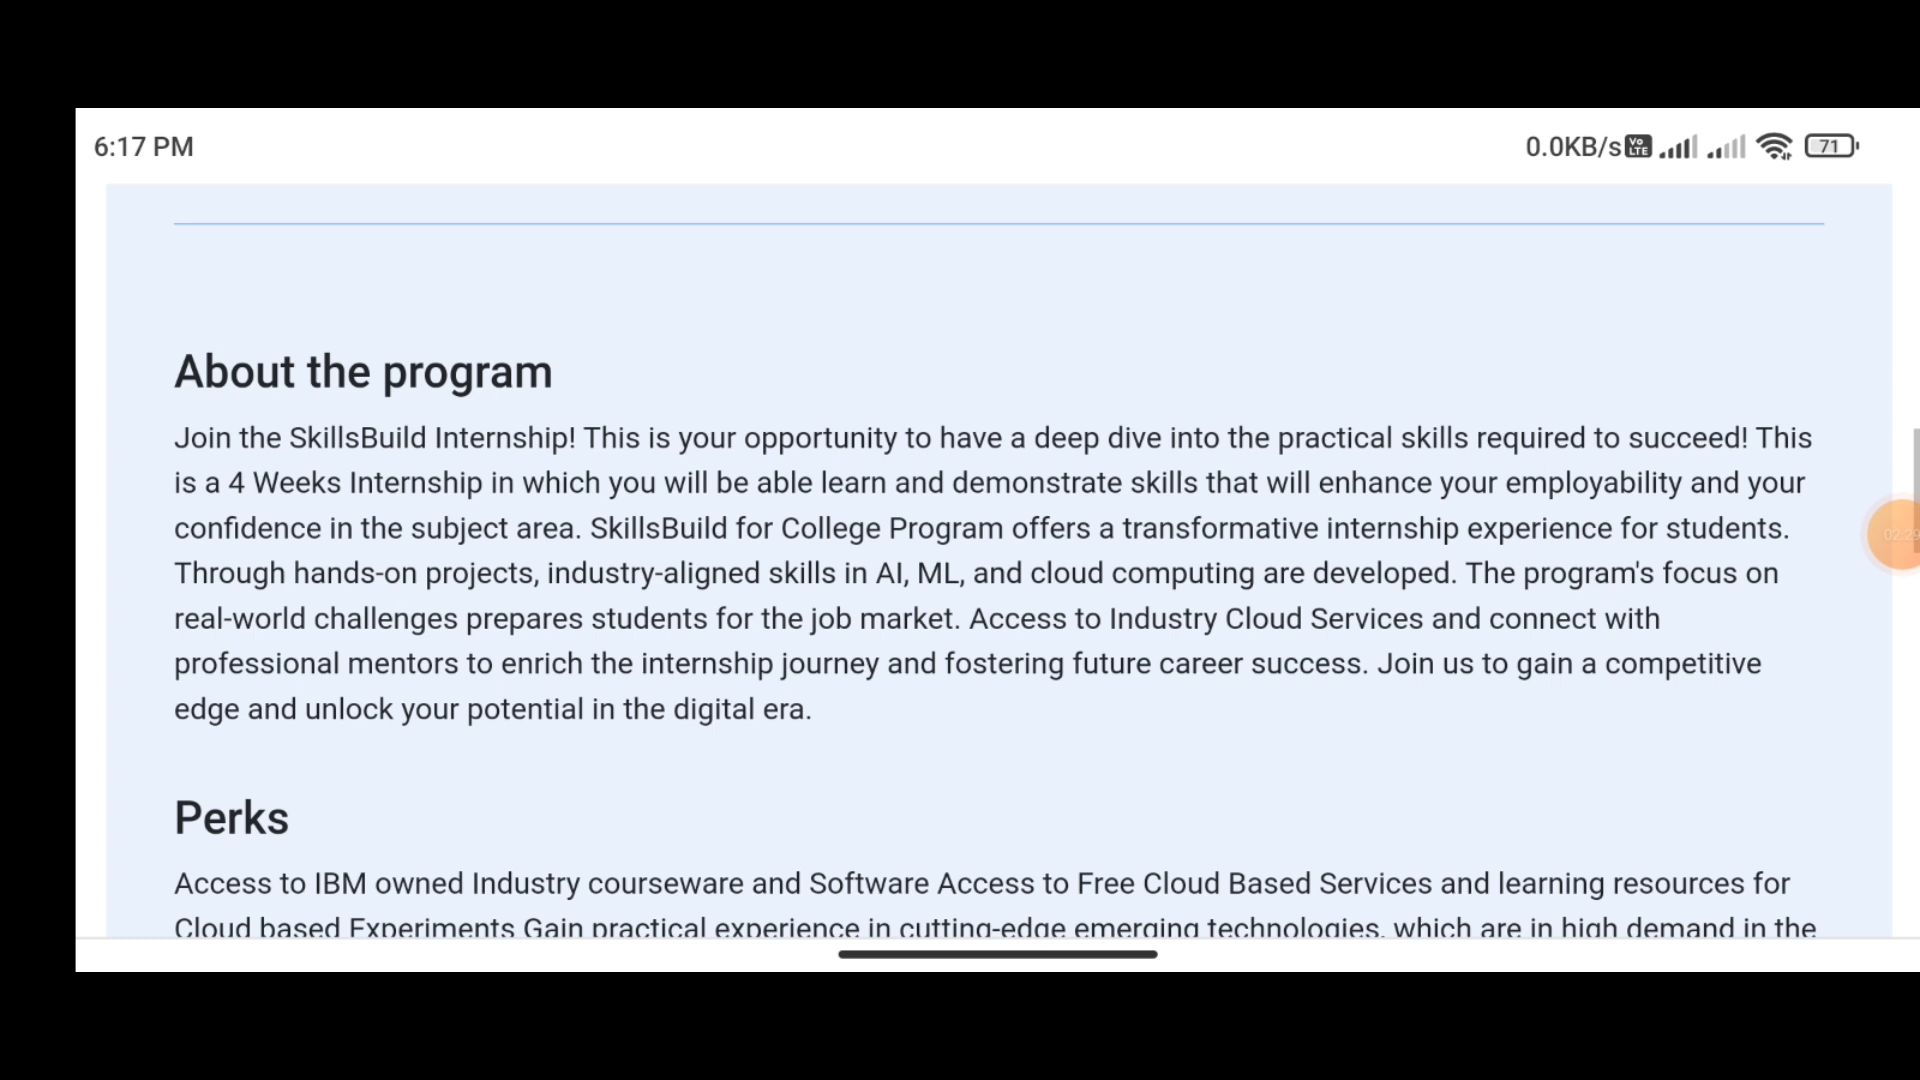 6:17 PM
0.0KB/s Vo LTE 71
About the program
Join the SkillsBuild Internship! This is your opportunity to have a deep dive into the practical skills required to succeed! This
is a 4 Weeks Internship in which you will be able learn and demonstrate skills that will enhance your employability and your
confidence in the subject area. SkillsBuild for College Program offers a transformative internship experience for students.
02:29
Through hands-on projects, industry-aligned skills in AI, ML, and cloud computing are developed. The program's focus on
real-world challenges prepares students for the job market. Access to Industry Cloud Services and connect with
professional mentors to enrich the internship journey and fostering future career success. Join us to gain a competitive
edge and unlock your potential in the digital era.
Perks
Access to IBM owned Industry courseware and Software Access to Free Cloud Based Services and learning resources for
Cloud based Experiments Gain practical experience in cutting-edge emerging technologies, which are in high demand in the